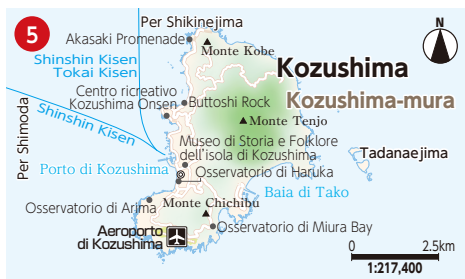 5
Per Shikinejima
N
Akasaki Promenade
Monte Kobe
Shinshin Kisen
Tokai Kisen
Kozushima
Centro ricreativo
Kozushima Onsen
Buttoshi Rock
Kozushima-mura
Shinshin Kisen
Monte Tenjo
Per Shimoda
Museo di Storia e Folklore
dell'isola di Kozushima
Tadanaejima
Porto di Kozushima
Osservatorio di Haruka
Baia di Tako
Osservatorio di Arima
Monte Chichibu
Aeroporto
di Kozushima
Osservatorio di Miura Bay
0 2.5km
1:217,400